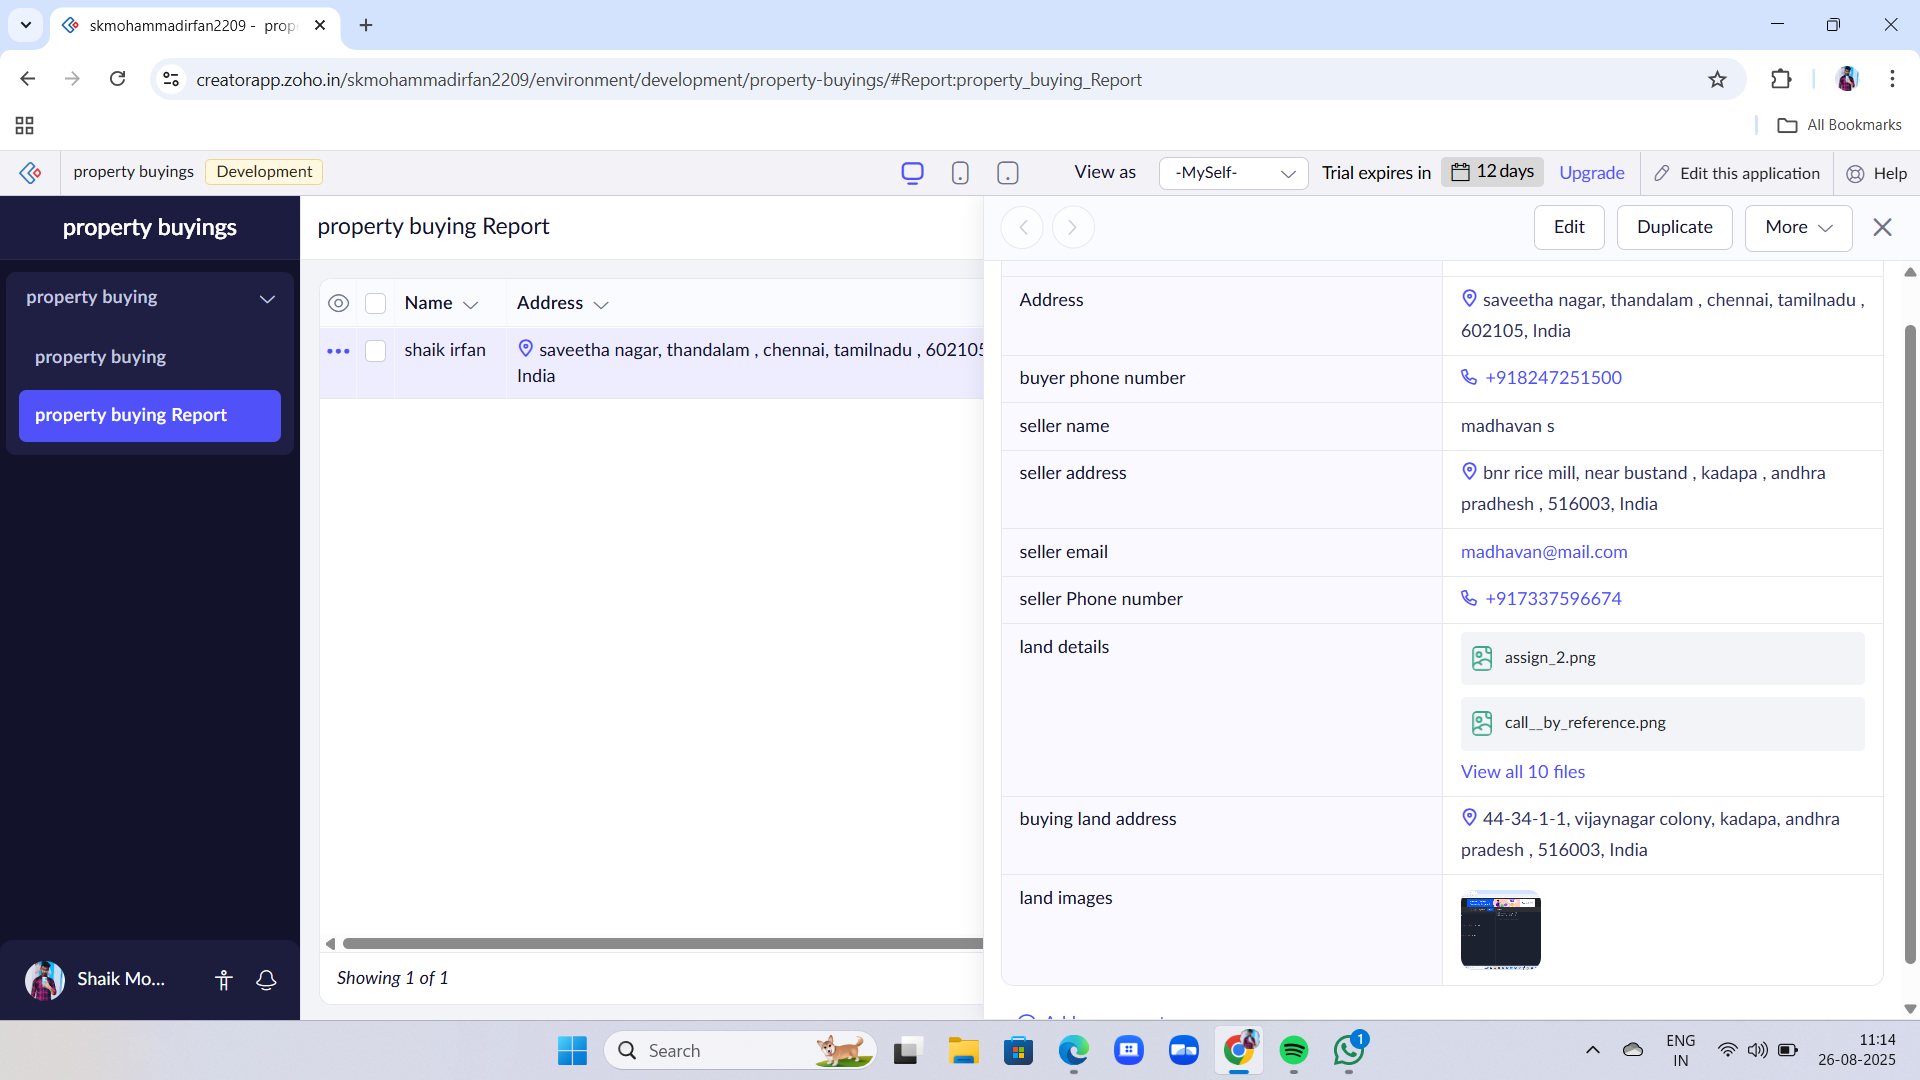 skmohammadirfan2209 - prop
creatorapp.zoho.in/skmohammadirfan2209/environment/development/property-buyings/#Report:property_buying_Report
All Bookmarks
property buyings
Development
View as
-MySelf-
Trial expires in
12 days
Upgrade
Edit this application
Help
property buyings
property buying
property buying
property buying Report
Shaik Mo...
property buying Report
Name
Address
shaik irfan
saveetha nagar, thandalam , chennai, tamilnadu , 602105
India
Showing 1 of 1
Edit
Duplicate
More
Address
saveetha nagar, thandalam , chennai, tamilnadu ,
602105, India
buyer phone number
+918247251500
seller name
madhavan s
seller address
bnr rice mill, near bustand , kadapa , andhra
pradhesh , 516003, India
seller email
madhavan@mail.com
seller Phone number
+917337596674
land details
assign_2.png
call__by_reference.png
View all 10 files
buying land address
44-34-1-1, vijaynagar colony, kadapa, andhra
pradesh , 516003, India
land images
Search
1
ENG
IN
11:14
26-08-2025